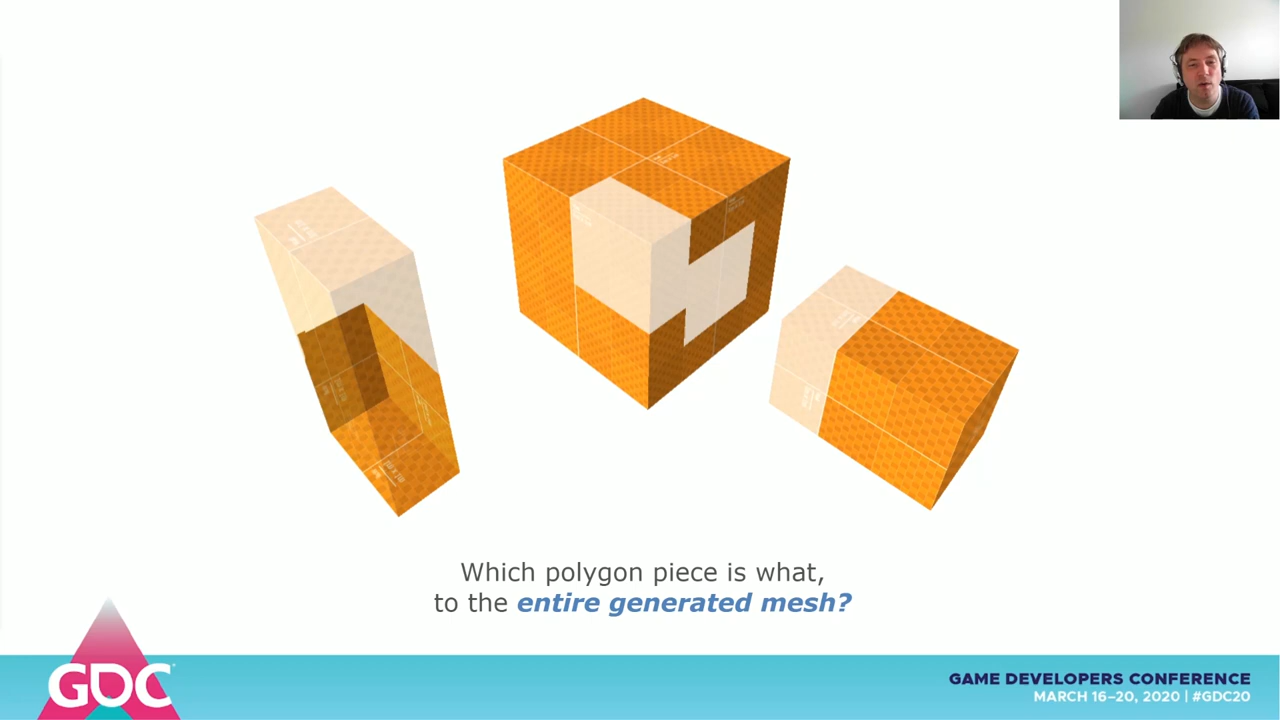 Which polygon piece is what,
to the entire generated mesh?
GDC
GAME DEVELOPERS CONFERENCE
MARCH 16–20, 2020 | #GDC20